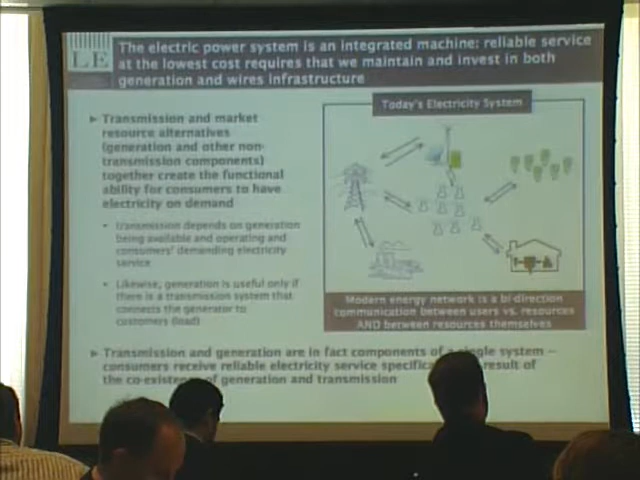 LE
The electric power system is an integrated machine: reliable service
at the lowest cost requires that we maintain and invest in both
generation and wires infrastructure
Transmission and market
resource alternatives
(generation and other non-
transmission components)
together create the functional
ability for consumers to have
electricity on demand
transmission depends on generation
being available and operating and
consumers' demanding electricity
service
Likewise, generation is useful only if
there is a transmission system that
connects the generator to
customers (load)
Today's Electricity System
Modern energy network is a bi-direction
communication between users vs. resources
AND between resources themselves
Transmission and generation are in fact components of a single system –
consumers receive reliable electricity service result of
the of generation and transmission